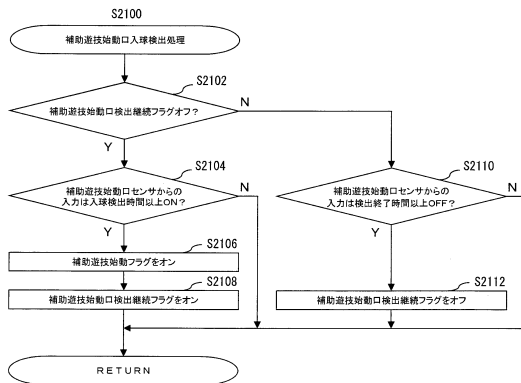 S2100
補助遊技始動口入球検出処理
S2102
補助遊技始動口検出継続フラグオフ？
N
Y
S2104
補助遊技始動口センサからの
入力は入球検出時間以上ON？
N
Y
S2110
補助遊技始動口センサからの
入力は検出終了時間以上OFF？
N
Y
S2106
補助遊技始動フラグをオン
S2108
補助遊技始動口検出継続フラグをオン
S2112
補助遊技始動口検出継続フラグをオフ
RETURN